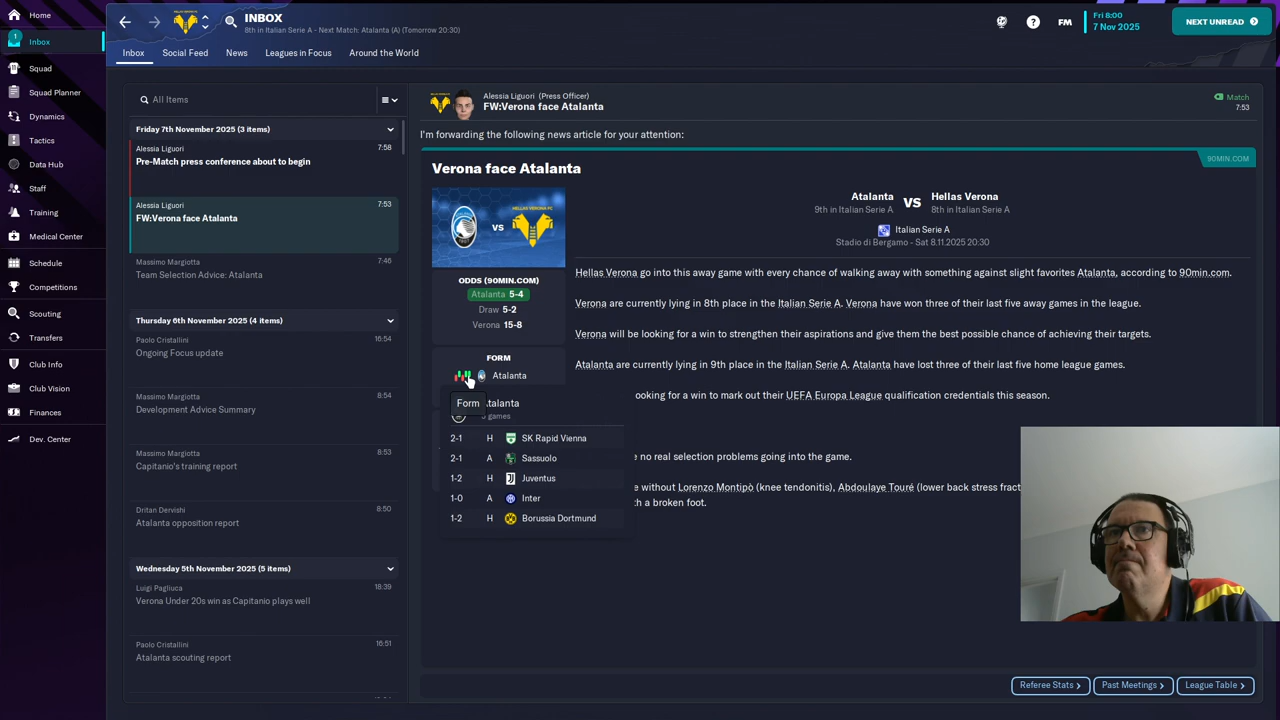 Home
INBOX
8th in Italian Serie A - Next Match: Atalanta (A) (Tomorrow 20:30)
FM
Fri 8:00
7 Nov 2025
NEXT UNREAD
1
Inbox
Squad
Squad Planner
Dynamics
Tactics
Data Hub
Staff
Training
Medical Center
Schedule
Competitions
Scouting
Transfers
Club Info
Club Vision
Finances
Dev. Center
Inbox
Social Feed
News
Leagues in Focus
Around the World
All Items
Friday 7th November 2025 (3 items)
Alessia Liguori
7:58
Pre-Match press conference about to begin
Alessia Liguori
7:53
FW:Verona face Atalanta
Massimo Margiotta
7:46
Team Selection Advice: Atalanta
Thursday 6th November 2025 (4 items)
Paolo Cristallini
16:54
Ongoing Focus update
Massimo Margiotta
8:54
Development Advice Summary
Massimo Margiotta
8:53
Capitanio's training report
Dritan Dervishi
8:50
Atalanta opposition report
Wednesday 5th November 2025 (5 items)
Luigi Pagliuca
18:39
Verona Under 20s win as Capitanio plays well
Paolo Cristallini
16:51
Atalanta scouting report
Alessia Liguori (Press Officer)
FW:Verona face Atalanta
Match
7:53
I'm forwarding the following news article for your attention:
90MIN.COM
Verona face Atalanta
HELLAS VERONA FC
VS
Atalanta
9th in Italian Serie A
VS
Hellas Verona
8th in Italian Serie A
Italian Serie A
Stadio di Bergamo - Sat 8.11.2025 20:30
ODDS (90MIN.COM)
Atalanta 5-4
Draw 5-2
Verona 15-8
FORM
Atalanta
Form
atalanta
games
2-1 H SK Rapid Vienna
2-1 A Sassuolo
1-2 H Juventus
1-0 A Inter
1-2 H Borussia Dortmund
Hellas Verona go into this away game with every chance of walking away with something against slight favorites Atalanta, according to 90min.com.
Verona are currently lying in 8th place in the Italian Serie A. Verona have won three of their last five away games in the league.
Verona will be looking for a win to strengthen their aspirations and give them the best possible chance of achieving their targets.
Atalanta are currently lying in 9th place in the Italian Serie A. Atalanta have lost three of their last five home league games.
ooking for a win to mark out their UEFA Europa League qualification credentials this season.
e no real selection problems going into the game.
e without Lorenzo Montipò (knee tendonitis), Abdoulaye Touré (lower back stress fract
h a broken foot.
Referee Stats
Past Meetings
League Table